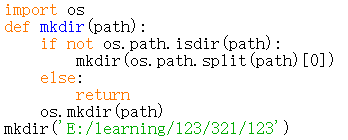 import os
def mkdir(path):
    if not os.path.isdir(path):
        mkdir(os.path.split(path)[0])
    else:
        return
    os.mkdir(path)
mkdir('E:/learning/123/321/123')